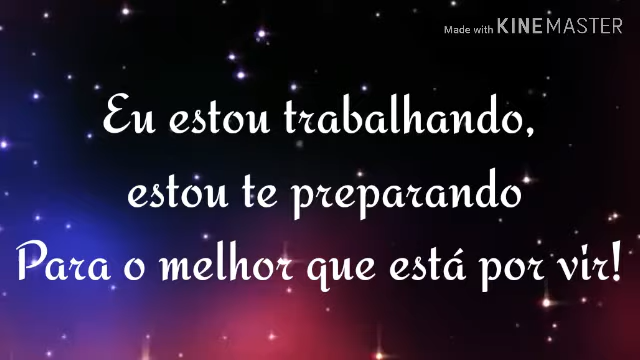 Made with KINEMASTER
Eu estou trabalhando,
estou te preparando
Para o melhor que está por vir!